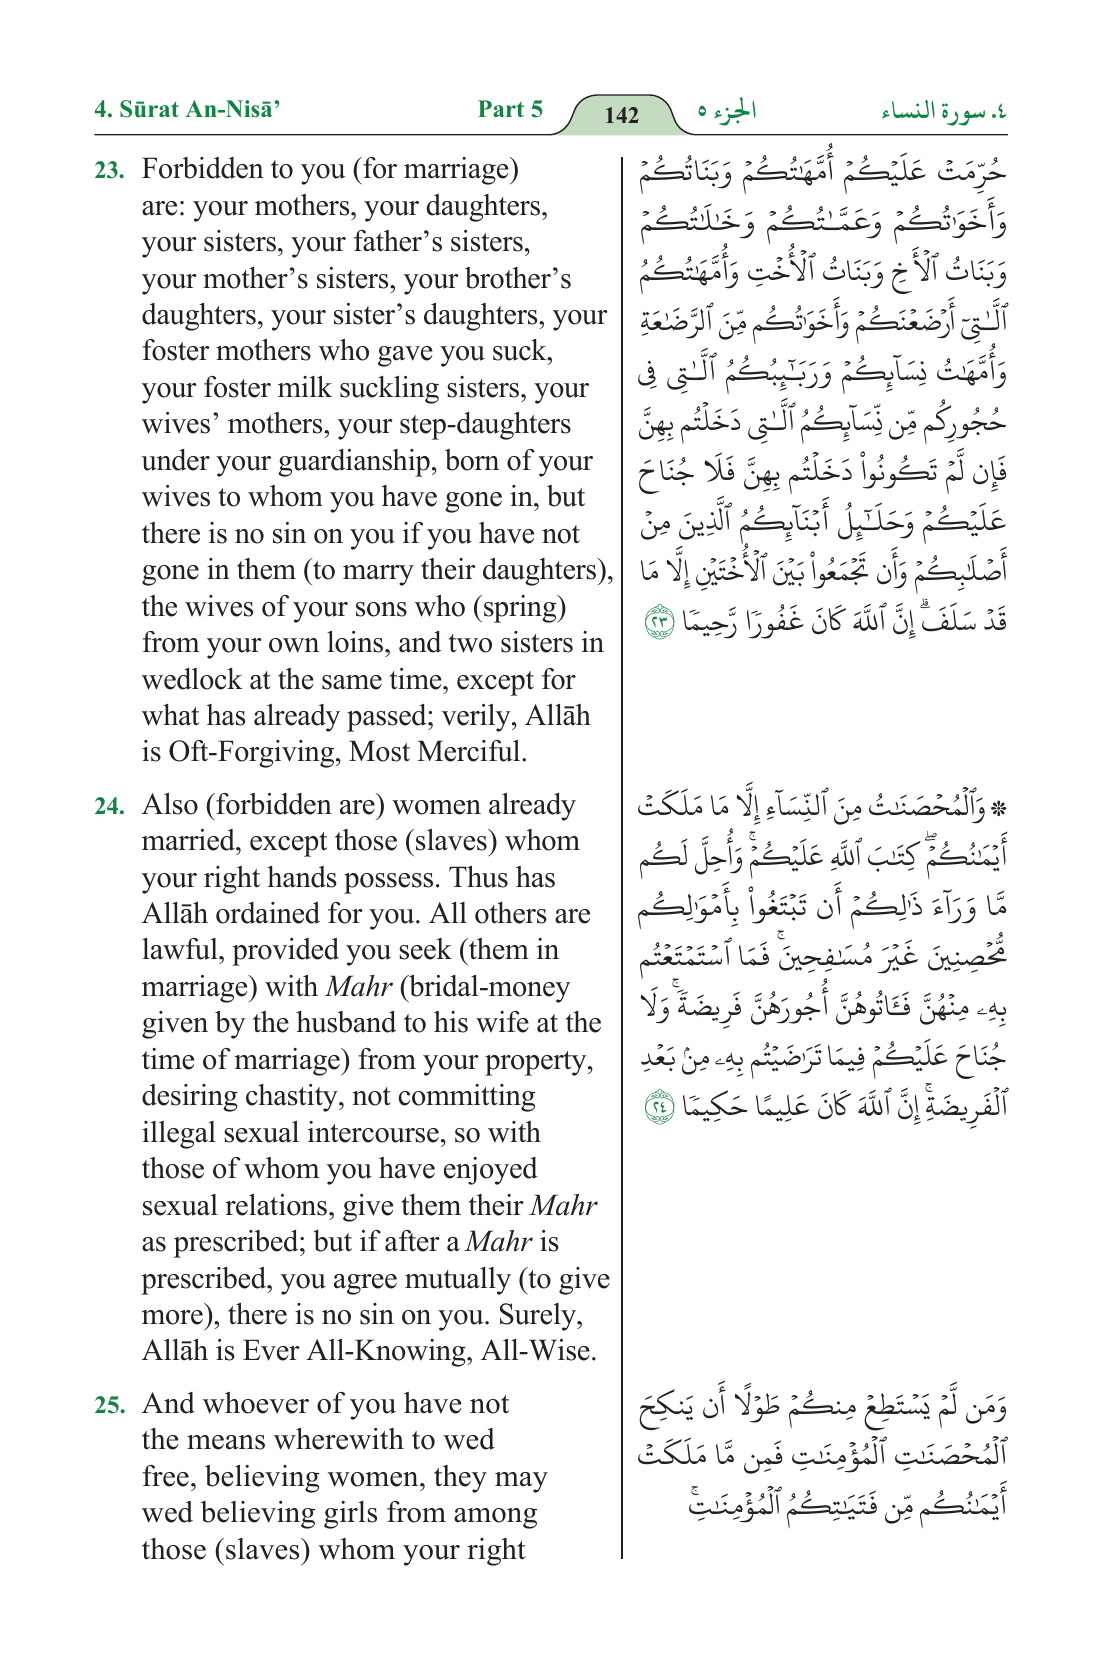 4. Sūrat An-Nisā’
Part 5
142
الجزء ٥
٤. سورة النساء
23. Forbidden to you (for marriage)
are: your mothers, your daughters,
your sisters, your father’s sisters,
your mother’s sisters, your brother’s
daughters, your sister’s daughters, your
foster mothers who gave you suck,
your foster milk suckling sisters, your
wives’ mothers, your step-daughters
under your guardianship, born of your
wives to whom you have gone in, but
there is no sin on you if you have not
gone in them (to marry their daughters),
the wives of your sons who (spring)
from your own loins, and two sisters in
wedlock at the same time, except for
what has already passed; verily, Allāh
is Oft-Forgiving, Most Merciful.
حُرِّمَتْ عَلَيْكُمْ أُمَّهَٰتُكُمْ وَبَنَاتُكُمْ
وَأَخَوَٰتُكُمْ وَعَمَّـٰتُكُمْ وَخَـٰلَـٰتُكُمْ
وَبَنَاتُ ٱلْأَخِ وَبَنَاتُ ٱلْأُخْتِ وَأُمَّهَـٰتُكُمُ
ٱلَّـٰتِىٓ أَرْضَعْنَكُمْ وَأَخَوَٰتُكُم مِّنَ ٱلرَّضَـٰعَةِ
وَأُمَّهَـٰتُ نِسَآئِكُمْ وَرَبَـٰٓئِبُكُمُ ٱلَّـٰتِى فِى
حُجُورِكُم مِّن نِّسَآئِكُمُ ٱلَّـٰتِى دَخَلْتُم بِهِنَّ
فَإِن لَّمْ تَكُونُوا۟ دَخَلْتُم بِهِنَّ فَلَا جُنَاحَ
عَلَيْكُمْ وَحَلَـٰٓئِلُ أَبْنَآئِكُمُ ٱلَّذِينَ مِنْ
أَصْلَـٰبِكُمْ وَأَن تَجْمَعُوا۟ بَيْنَ ٱلْأُخْتَيْنِ إِلَّا مَا
قَدْ سَلَفَ ۗ إِنَّ ٱللَّهَ كَانَ غَفُورًا رَّحِيمًا ٢٣
24. Also (forbidden are) women already
married, except those (slaves) whom
your right hands possess. Thus has
Allāh ordained for you. All others are
lawful, provided you seek (them in
marriage) with Mahr (bridal-money
given by the husband to his wife at the
time of marriage) from your property,
desiring chastity, not committing
illegal sexual intercourse, so with
those of whom you have enjoyed
sexual relations, give them their Mahr
as prescribed; but if after a Mahr is
prescribed, you agree mutually (to give
more), there is no sin on you. Surely,
Allāh is Ever All-Knowing, All-Wise.
✽ وَٱلْمُحْصَنَـٰتُ مِنَ ٱلنِّسَآءِ إِلَّا مَا مَلَكَتْ
أَيْمَـٰنُكُمْ ۖ كِتَـٰبَ ٱللَّهِ عَلَيْكُمْ ۚ وَأُحِلَّ لَكُم
مَّا وَرَآءَ ذَٰلِكُمْ أَن تَبْتَغُوا۟ بِأَمْوَٰلِكُم
مُّحْصِنِينَ غَيْرَ مُسَـٰفِحِينَ ۚ فَمَا ٱسْتَمْتَعْتُم
بِهِۦ مِنْهُنَّ فَـَٔاتُوهُنَّ أُجُورَهُنَّ فَرِيضَةً ۚ وَلَا
جُنَاحَ عَلَيْكُمْ فِيمَا تَرَٰضَيْتُم بِهِۦ مِنۢ بَعْدِ
ٱلْفَرِيضَةِ ۚ إِنَّ ٱللَّهَ كَانَ عَلِيمًا حَكِيمًا ٢٤
25. And whoever of you have not
the means wherewith to wed
free, believing women, they may
wed believing girls from among
those (slaves) whom your right
وَمَن لَّمْ يَسْتَطِعْ مِنكُمْ طَوْلًا أَن يَنكِحَ
ٱلْمُحْصَنَـٰتِ ٱلْمُؤْمِنَـٰتِ فَمِن مَّا مَلَكَتْ
أَيْمَـٰنُكُم مِّن فَتَيَـٰتِكُمُ ٱلْمُؤْمِنَـٰتِ ۚ